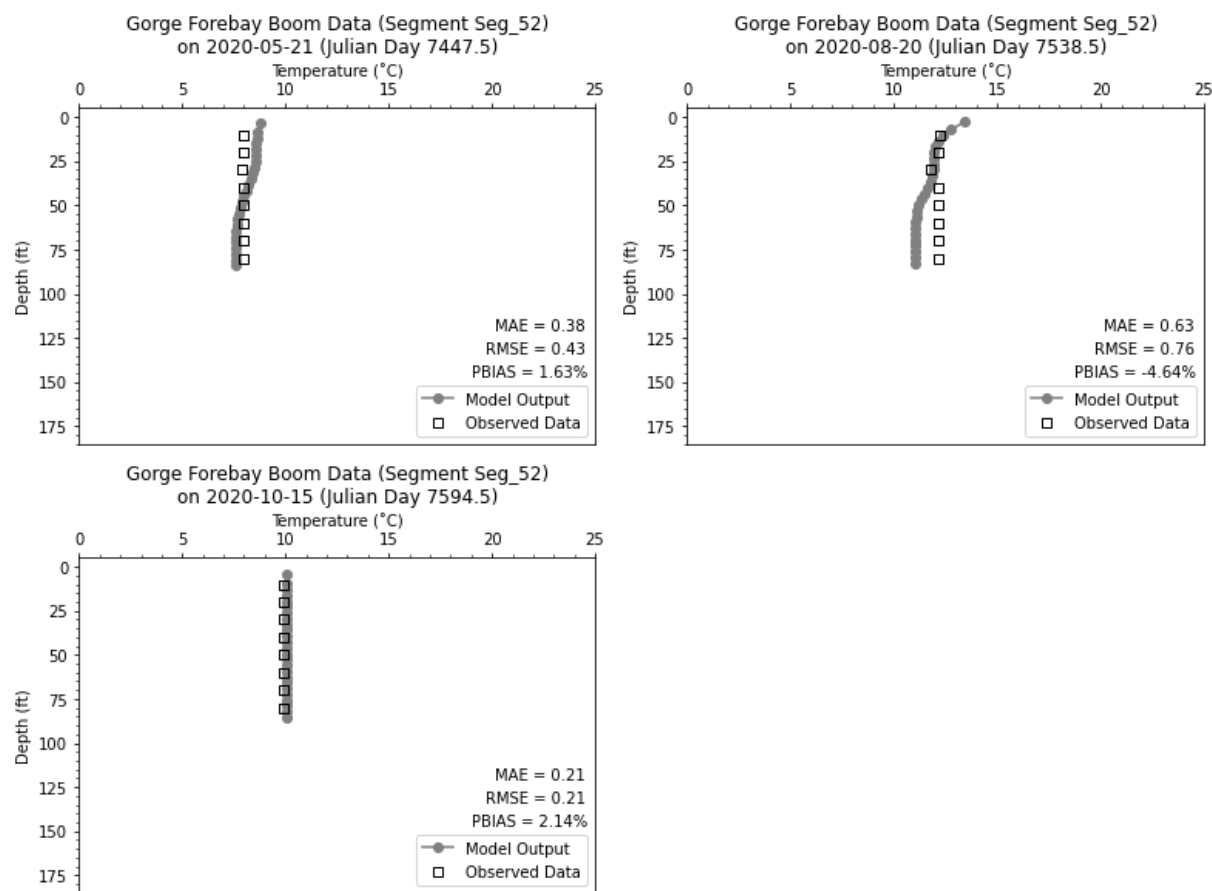 Gorge Forebay Boom Data (Segment Seg_52)
on 2020-05-21 (Julian Day 7447.5)
Temperature (˚C)
0 5 10 15 20 25
0
25
50
75
100
125
150
175
Depth (ft)
MAE = 0.38
RMSE = 0.43
PBIAS = 1.63%
Model Output
Observed Data
Gorge Forebay Boom Data (Segment Seg_52)
on 2020-08-20 (Julian Day 7538.5)
Temperature (˚C)
0 5 10 15 20 25
0
25
50
75
100
125
150
175
Depth (ft)
MAE = 0.63
RMSE = 0.76
PBIAS = -4.64%
Model Output
Observed Data
Gorge Forebay Boom Data (Segment Seg_52)
on 2020-10-15 (Julian Day 7594.5)
Temperature (˚C)
0 5 10 15 20 25
0
25
50
75
100
125
150
175
Depth (ft)
MAE = 0.21
RMSE = 0.21
PBIAS = 2.14%
Model Output
Observed Data